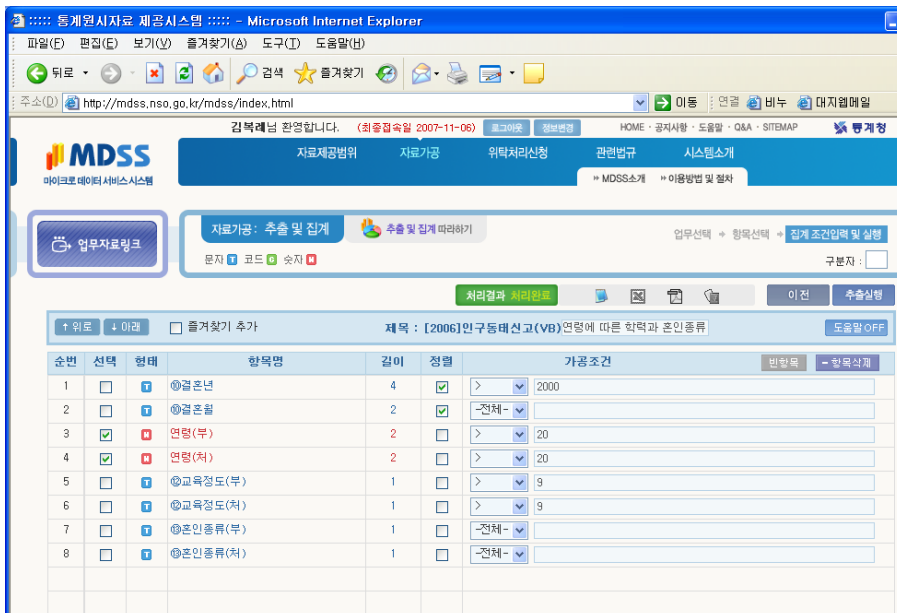 ::::: 통계원시자료 제공시스템 ::::: - Microsoft Internet Explorer
파일(F) 편집(E) 보기(V) 즐겨찾기(A) 도구(T) 도움말(H)
뒤로 검색 즐겨찾기
주소(D) http://mdss.nso.go.kr/mdss/index.html 이동 연결 비누 대지웹메일
김복레님 환영합니다. (최종접속일 2007-11-06) 로그아웃 정보변경 HOME · 공지사항 · 도움말 · Q&A · SITEMAP 통계청
MDSS 자료제공범위 자료가공 위탁처리신청 관련법규 시스템소개
마이크로 데이터 서비스 시스템 MDSS소개 이용방법 및 절차
업무자료링크 자료가공 : 추출 및 집계 추출 및 집계 따라하기 업무선택 항목선택 집계 조건입력 및 실행
문자 T 코드 C 숫자 N 구분자 :
처리결과 처리완료 이전 추출실행
↑ 위로 ↓ 아래 즐겨찾기 추가 제목 : [2006]인구동태신고(VB) 연령에 따른 학력과 혼인종류 도움말OFF
순번 선택 형태 항목명 길이 정렬 가공조건 빈항목 - 항목삭제
1 T ⑩결혼년 4 > 2000
2 T ⑩결혼월 2 -전체-
3 N 연령(부) 2 > 20
4 N 연령(처) 2 > 20
5 T ⑫교육정도(부) 1 > 9
6 T ⑫교육정도(처) 1 > 9
7 T ⑬혼인종류(부) 1 -전체-
8 T ⑬혼인종류(처) 1 -전체-